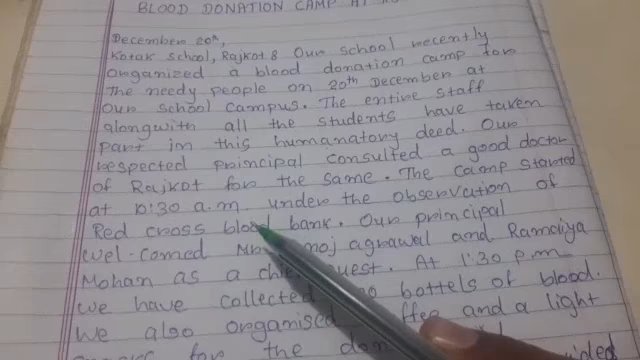 BLOOD DONATION CAMP AT
December 20th,
Kotak School, Rajkot 8 Our school recently
organized a blood donation camp for
The needy people on 20th December at
Our school campus. The entire staff
alongwith all the students have taken
part in this humanatory deed. Our
respected principal consulted a good doctor
of Rajkot for the same. The camp started
at 10:30 a.m under the observation of
Red cross blood bank. Our principal
wel-comed agrawal and Ramaiya
Mohan as a At 1:30 p.m
we have collected bottels of blood.
We also organised and a light
for the